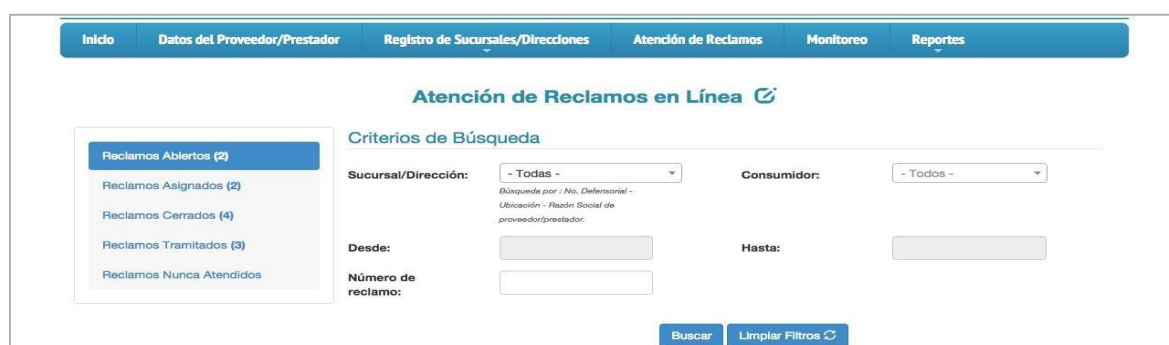 Inicio Datos del Proveedor/Prestador Registro de Sucursales/Direcciones Atención de Reclamos Monitoreo Reportes
Atención de Reclamos en Línea
Reclamos Abiertos (2)
Reclamos Asignados (2)
Reclamos Cerrados (4)
Reclamos Tramitados (3)
Reclamos Nunca Atendidos
Criterios de Búsqueda
Sucursal/Dirección: - Todas - Consumidor: - Todos -
Búsqueda por : No. Defensorial -
Ubicación - Razón Social de
proveedor/prestador.
Desde: Hasta:
Número de
reclamo:
Buscar Limpiar Filtros